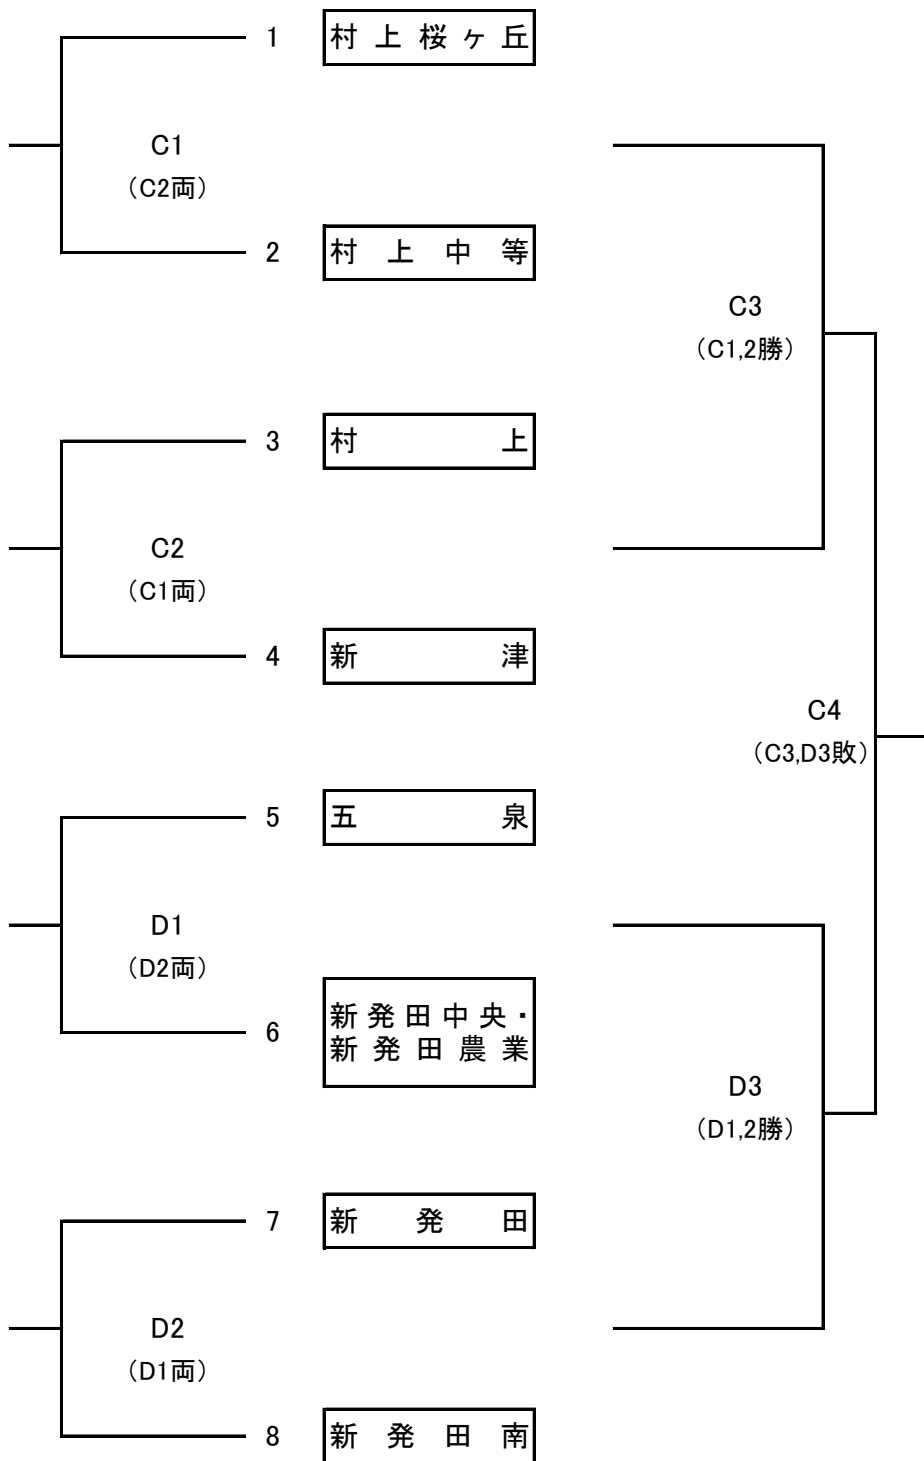 1 村上桜ヶ丘
C1
（C2両）
2 村上中等
C3
（C1,2勝）
3 村上
C2
（C1両）
4 新津
C4
（C3,D3敗）
5 五泉
D1
（D2両）
6 新発田中央・
新発田農業
D3
（D1,2勝）
7 新発田
D2
（D1両）
8 新発田南